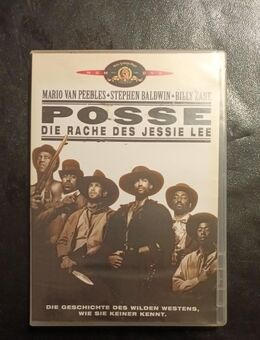 MARIO VAN PEEBLES • STEPHEN BALDWIN • BILLY ZANE
POSSE
DIE RACHE DES JESSIE LEE
DIE GESCHICHTE DES WILDEN WESTENS,
WIE SIE KEINER KENNT.